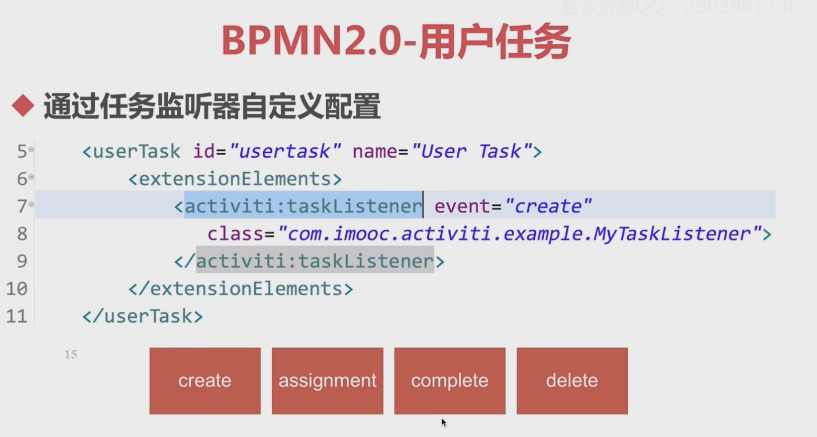 更多资源QQ：2503961206
BPMN2.0-用户任务
通过任务监听器自定义配置
5 <userTask id="usertask" name="User Task">
6 <extensionElements>
7 <activiti:taskListener event="create"
8 class="com.imooc.activiti.example.MyTaskListener">
9 </activiti:taskListener>
10 </extensionElements>
11 </userTask>
15
create assignment complete delete